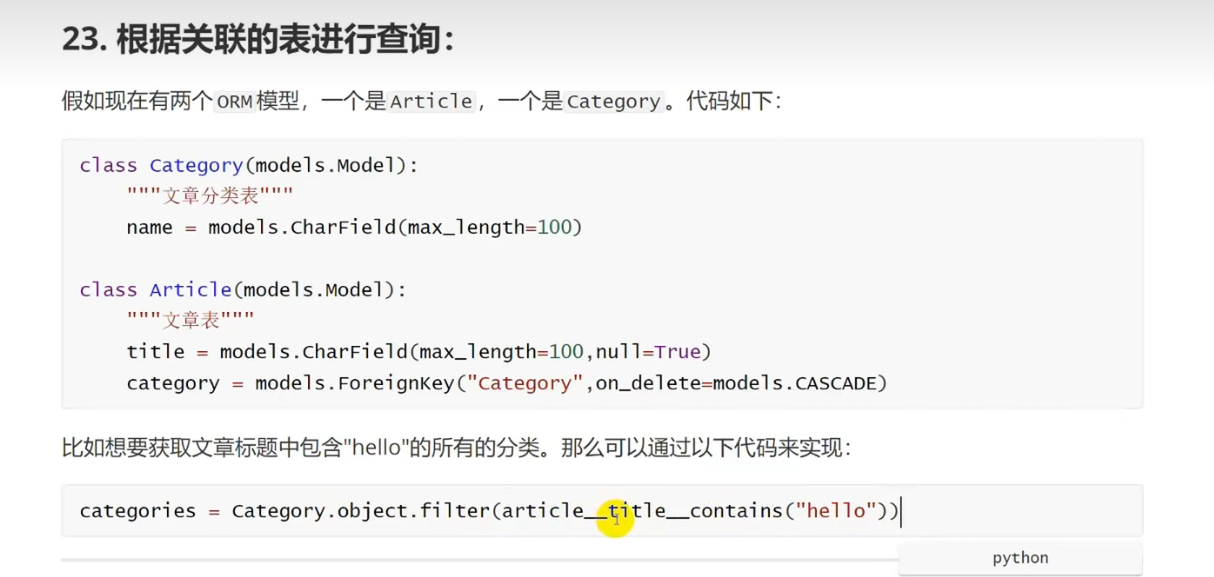 23. 根据关联的表进行查询：
假如现在有两个ORM模型，一个是Article，一个是Category。代码如下：
class Category(models.Model):
    """文章分类表"""
    name = models.CharField(max_length=100)
class Article(models.Model):
    """文章表"""
    title = models.CharField(max_length=100,null=True)
    category = models.ForeignKey("Category",on_delete=models.CASCADE)
比如想要获取文章标题中包含"hello"的所有的分类。那么可以通过以下代码来实现：
categories = Category.object.filter(article__title__contains("hello"))
python